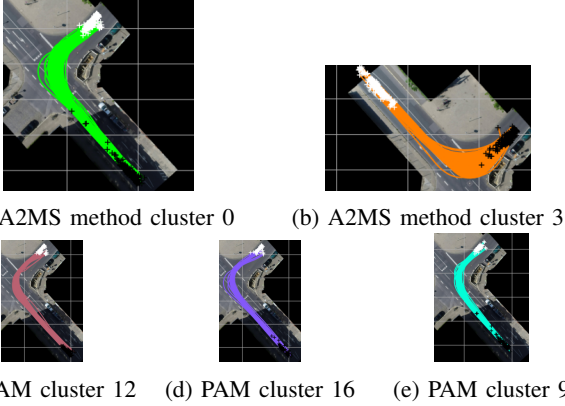 A2MS method cluster 0 (b) A2MS method cluster 3
AM cluster 12 (d) PAM cluster 16 (e) PAM cluster 9